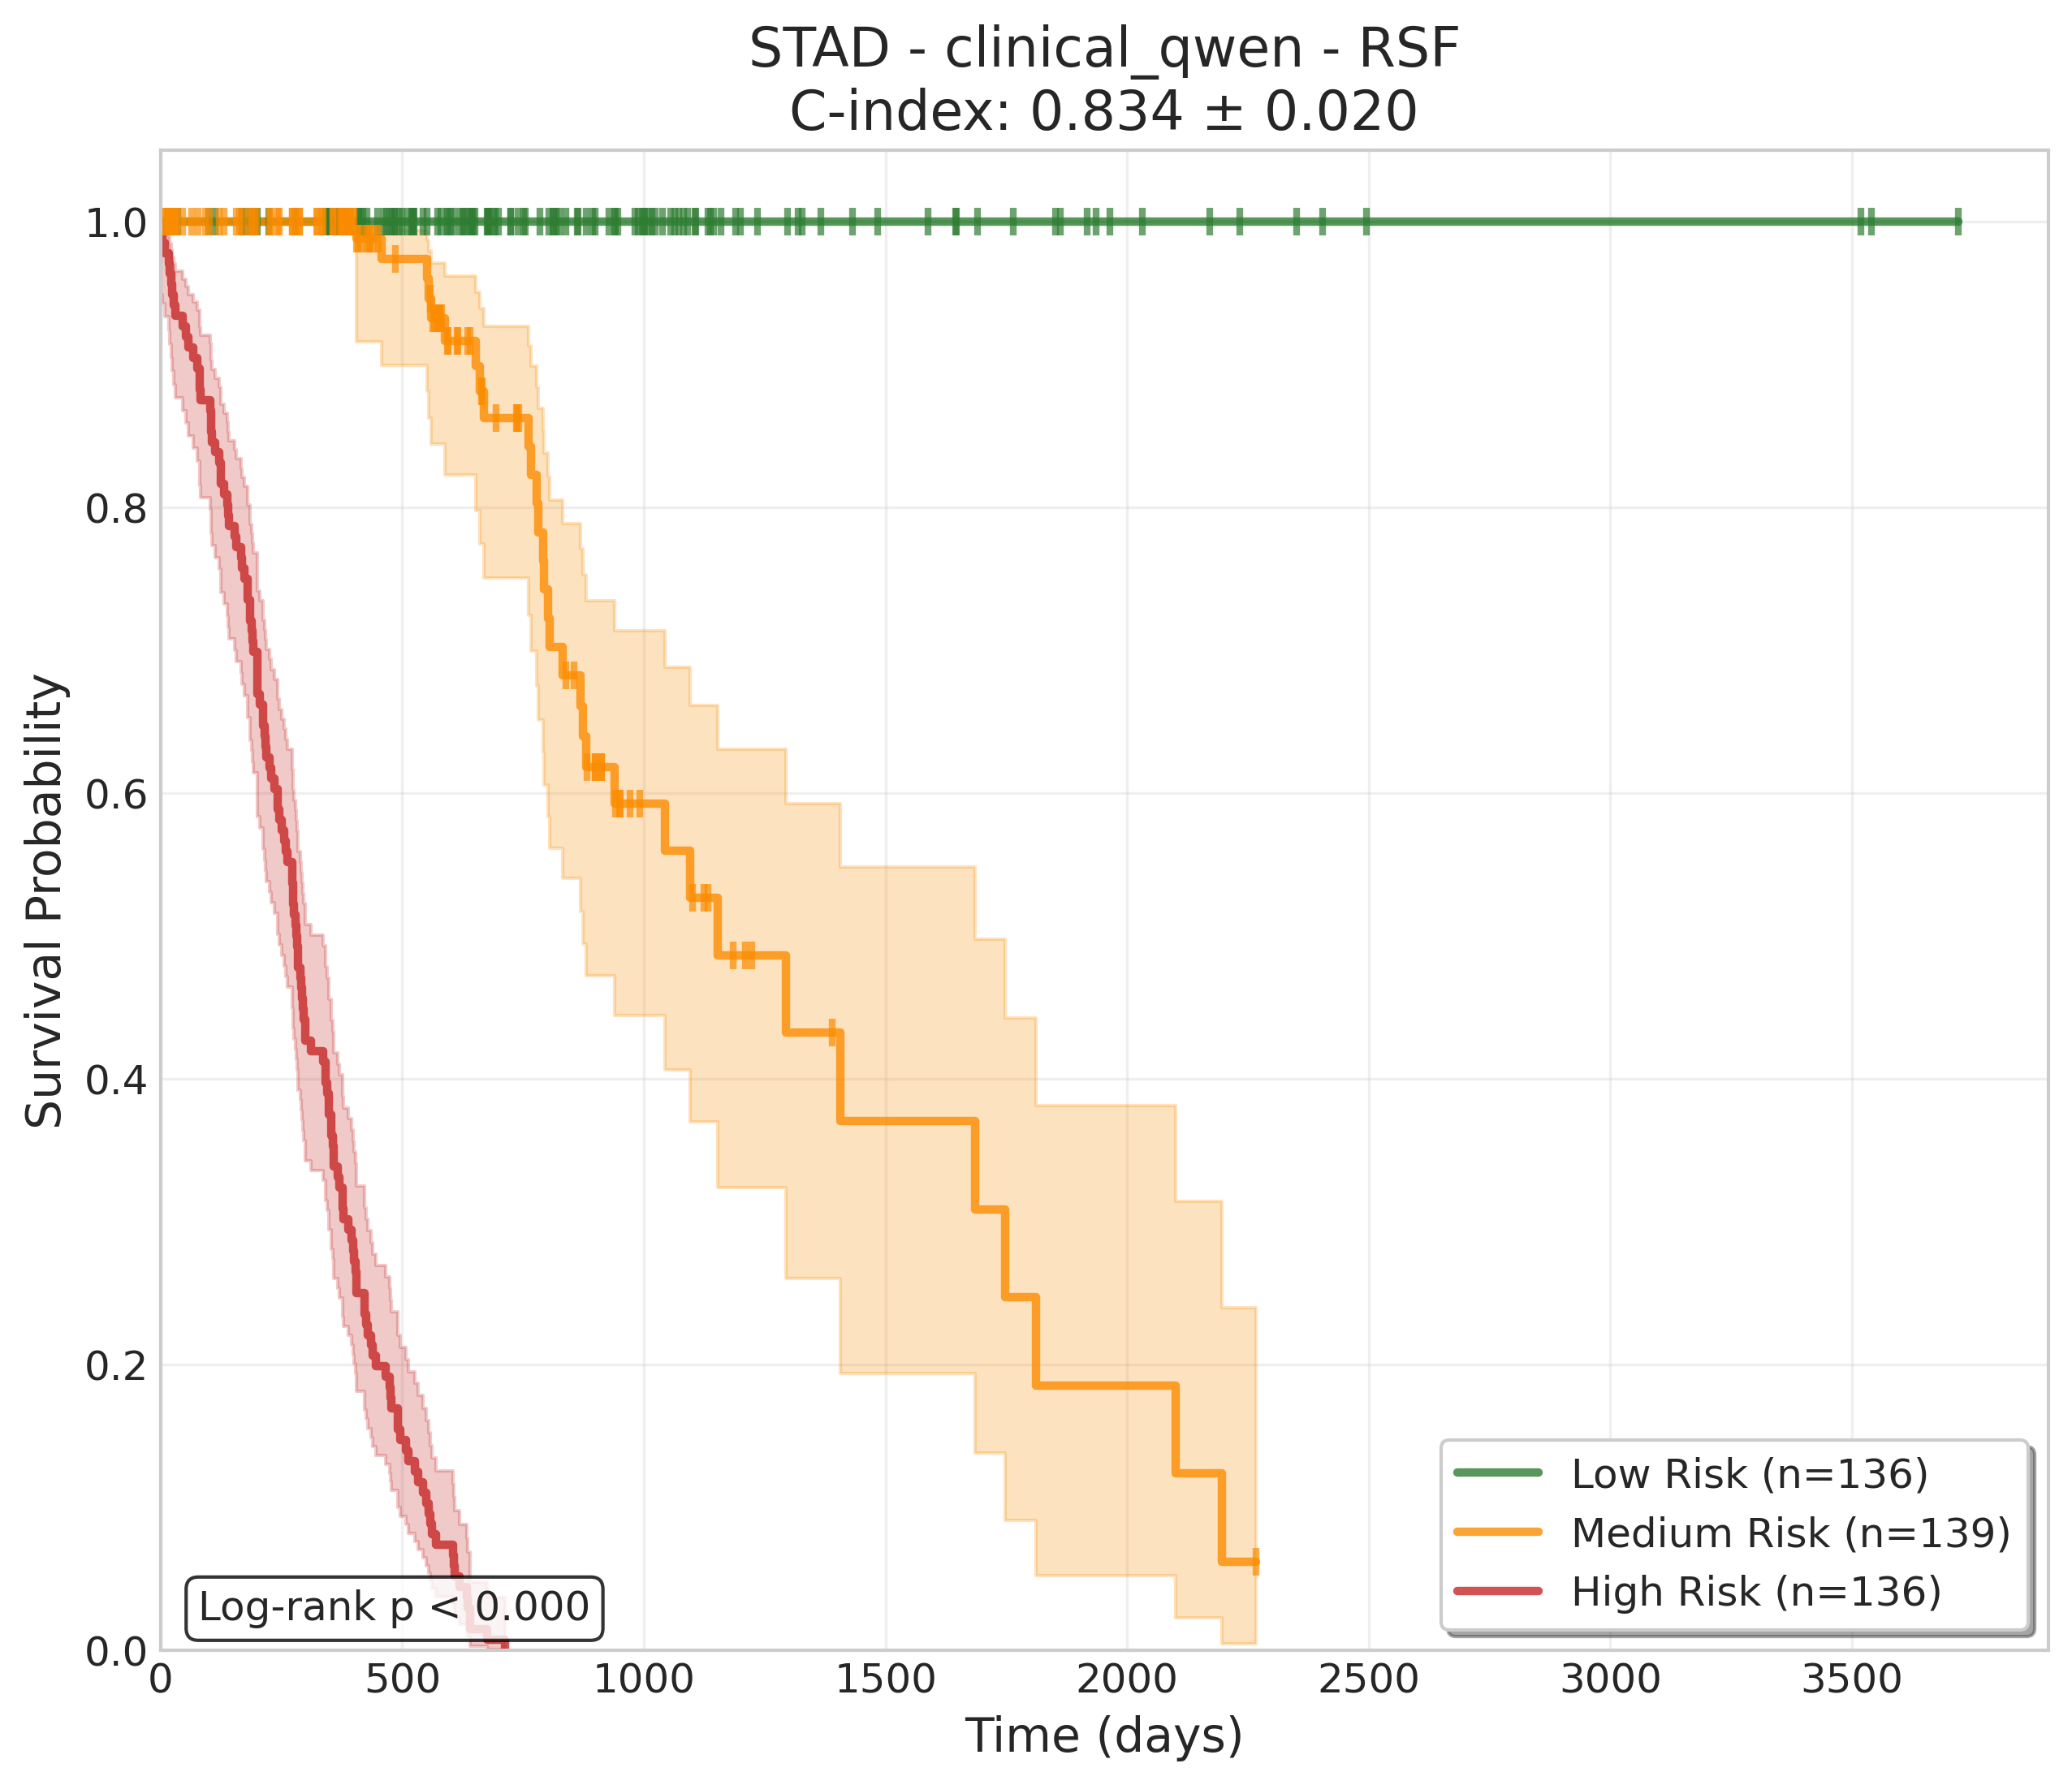 STAD - clinical_qwen - RSF
C-index: 0.834 ± 0.020
Survival Probability
1.0
0.8
0.6
0.4
0.2
0.0
Log-rank p < 0.000
Low Risk (n=136)
Medium Risk (n=139)
High Risk (n=136)
0 500 1000 1500 2000 2500 3000 3500
Time (days)